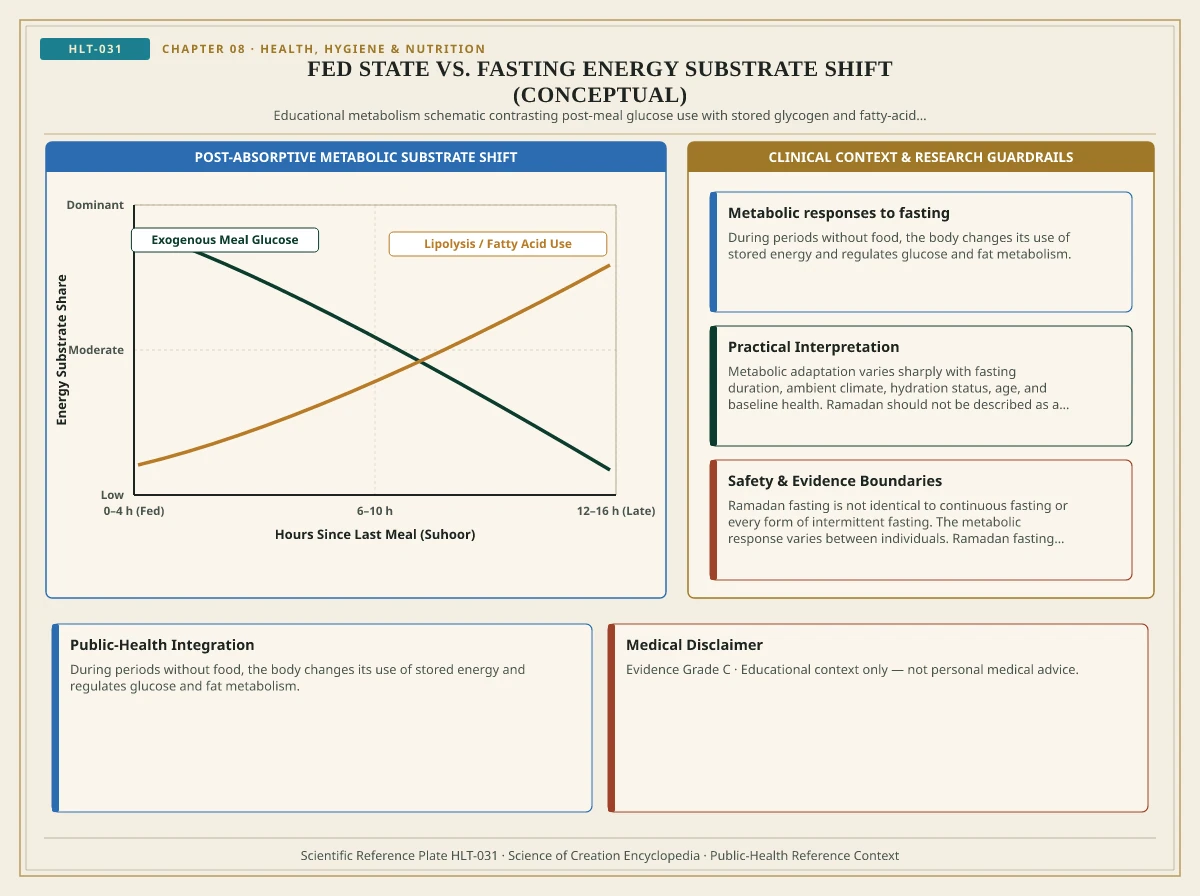 HLT-031
CHAPTER 08 · HEALTH, HYGIENE & NUTRITION
FED STATE VS. FASTING ENERGY SUBSTRATE SHIFT
(CONCEPTUAL)
Educational metabolism schematic contrasting post-meal glucose use with stored glycogen and fatty-acid…
POST-ABSORPTIVE METABOLIC SUBSTRATE SHIFT
Dominant
Exogenous Meal Glucose
Lipolysis / Fatty Acid Use
Energy Substrate Share
Moderate
Low
0–4 h (Fed)
6–10 h
12–16 h (Late)
Hours Since Last Meal (Suhoor)
CLINICAL CONTEXT & RESEARCH GUARDRAILS
Metabolic responses to fasting
During periods without food, the body changes its use of
stored energy and regulates glucose and fat metabolism.
Practical Interpretation
Metabolic adaptation varies sharply with fasting
duration, ambient climate, hydration status, age, and
baseline health. Ramadan should not be described as a…
Safety & Evidence Boundaries
Ramadan fasting is not identical to continuous fasting or
every form of intermittent fasting. The metabolic
response varies between individuals. Ramadan fasting…
Public-Health Integration
During periods without food, the body changes its use of stored energy and
regulates glucose and fat metabolism.
Medical Disclaimer
Evidence Grade C · Educational context only — not personal medical advice.
Scientific Reference Plate HLT-031 · Science of Creation Encyclopedia · Public-Health Reference Context